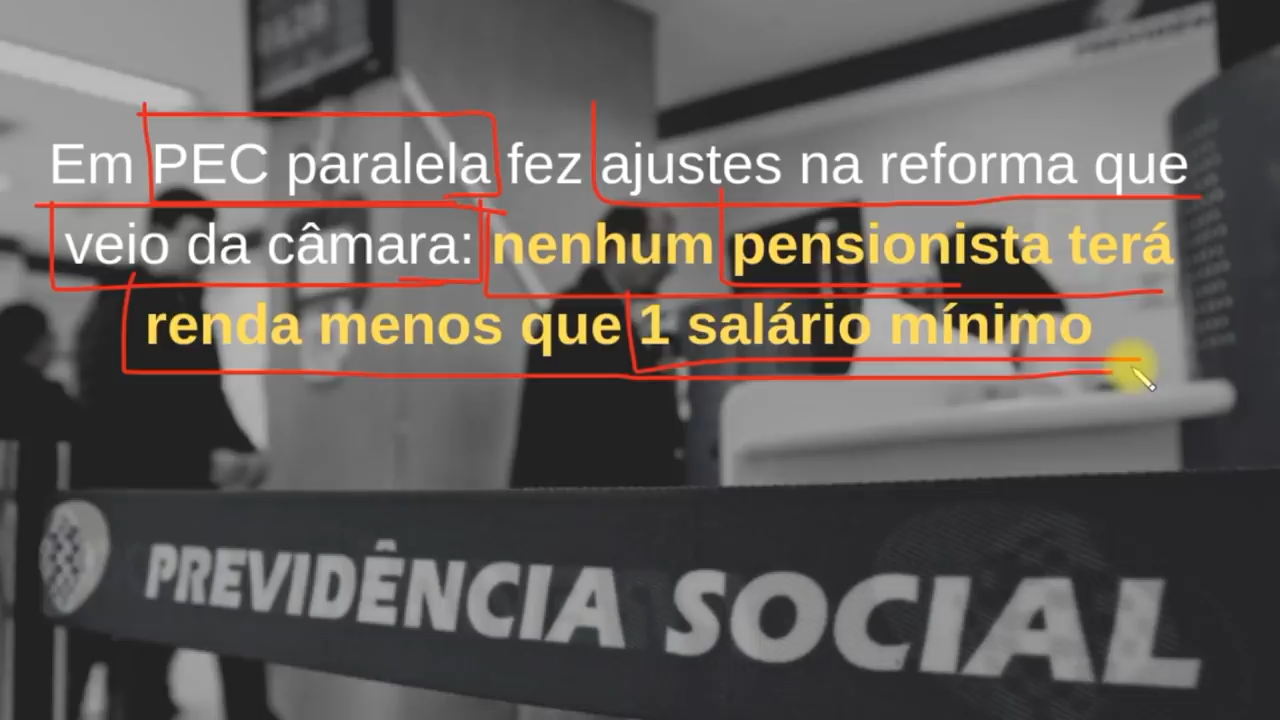 Em PEC paralela fez ajustes na reforma que
veio da câmara: nenhum pensionista terá
renda menos que 1 salário mínimo
PREVIDÊNCIA SOCIAL